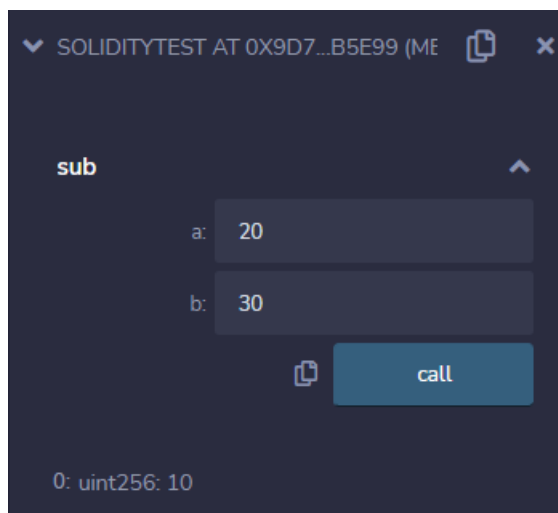 SOLIDITYTEST AT 0X9D7...B5E99 (ME
sub
a: 20
b: 30
call
0: uint256: 10